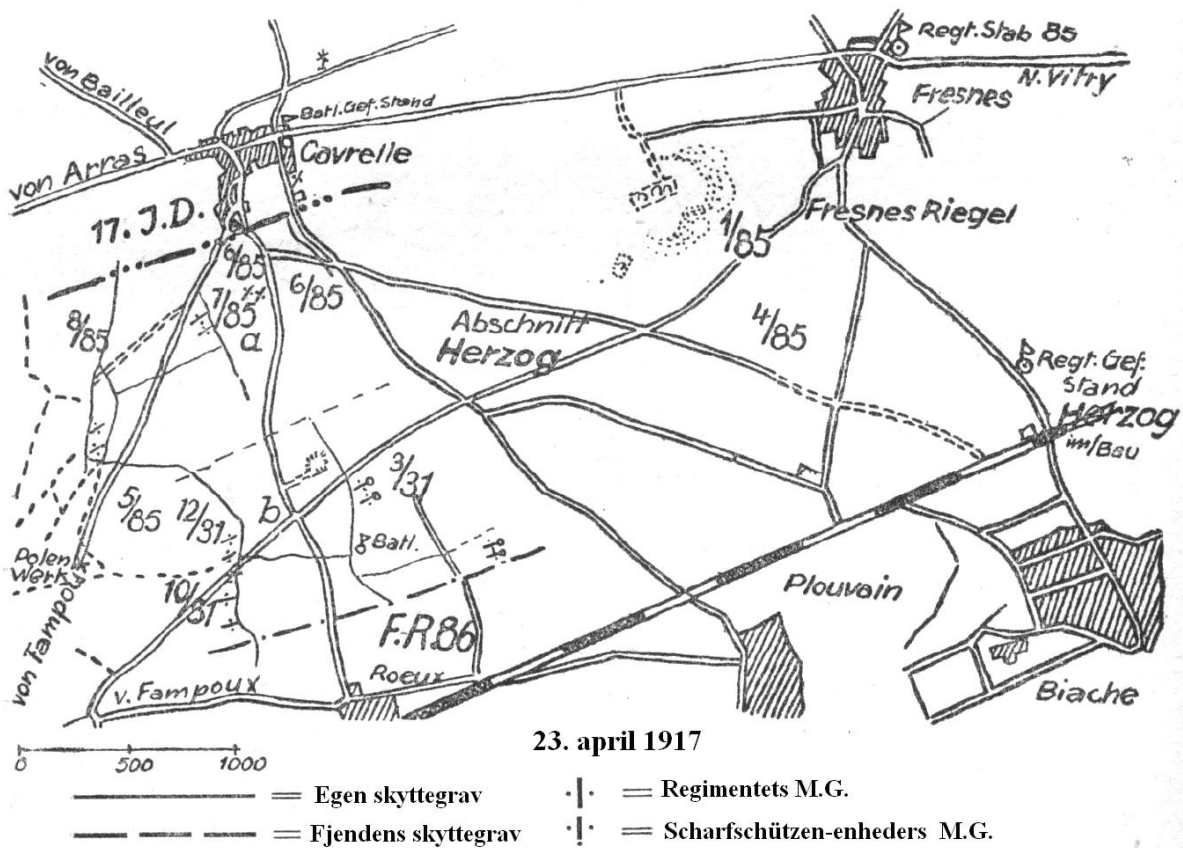 Regt. Stab 85
von Bailleul
N. Vitry
Fresnes
Batl. Gef. Stand
Gavrelle
von Arras
17. J.D.
Fresnes Riegel
1/85
6/85
7/85
6/85
8/85
a
Abschnitt
Herzog
4/85
Regt. Gef.
Stand
Herzog
im/Bau
3/31
5/85
12/31
b
Batl.
Polen
Werk
10/31
Plouvain
F.-R.86
von Fampoux
Roeux
v. Fampoux
Biache
23. april 1917
0 500 1000
Egen skyttegrav
Regimentets M.G.
Fjendens skyttegrav
Scharfschützen-enheders M.G.